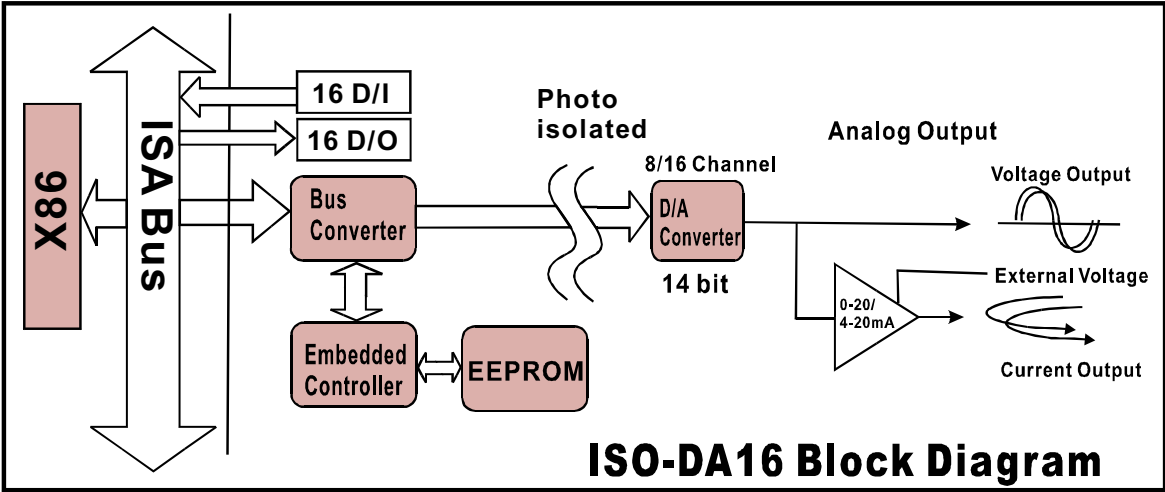 X86
ISA Bus
16 D/I
16 D/O
Bus
Converter
Embedded
Controller
EEPROM
Photo
isolated
8/16 Channel
D/A
Converter
14 bit
Analog Output
Voltage Output
External Voltage
0-20/
4-20mA
Current Output
ISO-DA16 Block Diagram